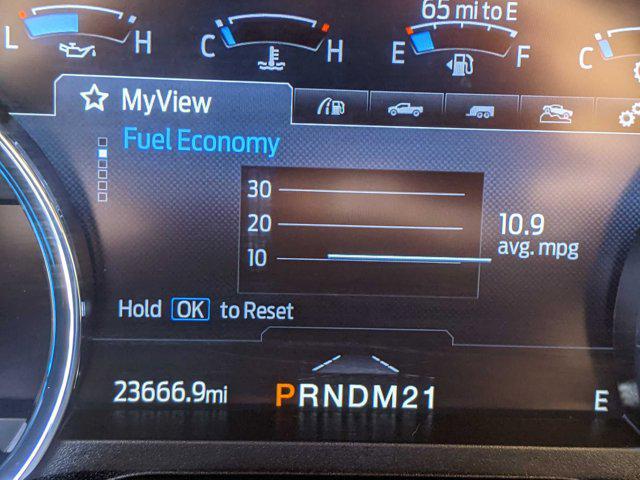 65 mi to E
L H
C H
E F
C
MyView
Fuel Economy
30
20
10
10.9
avg. mpg
Hold OK to Reset
23666.9mi
PRNDM21
E